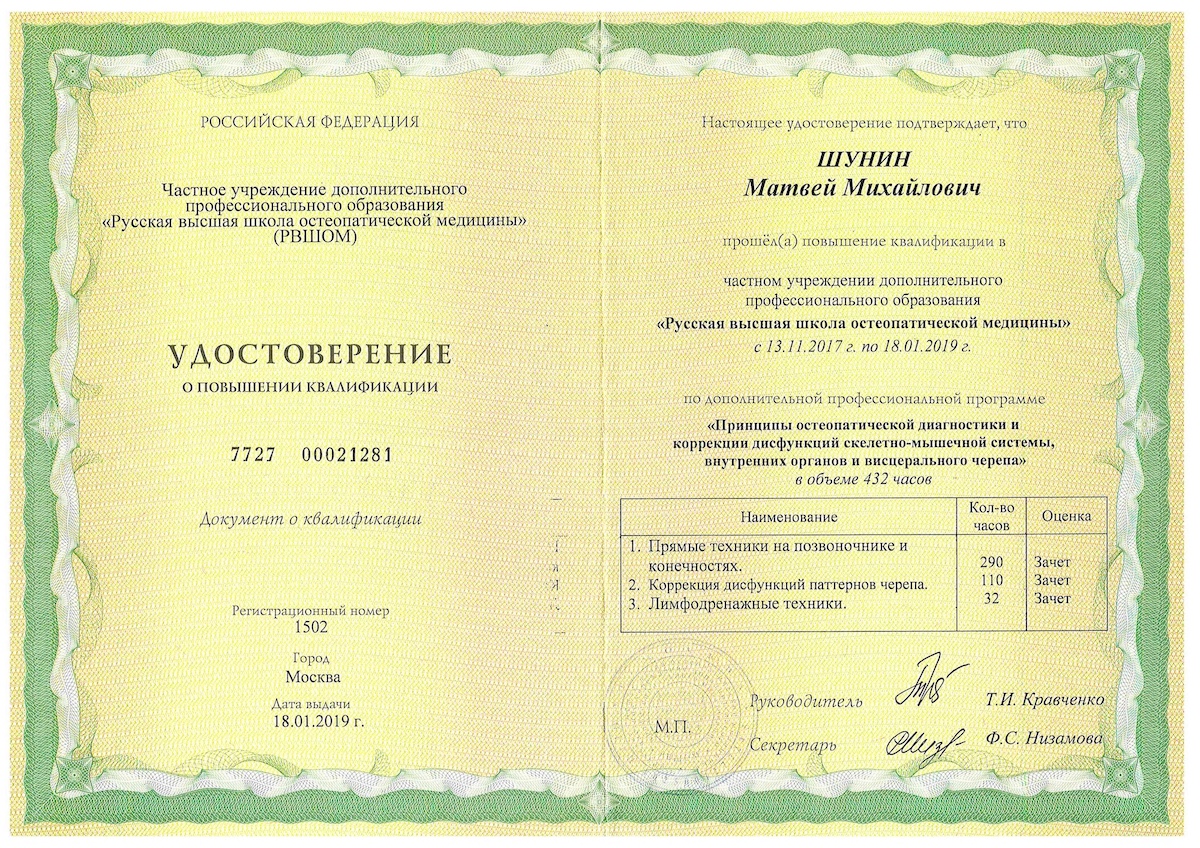 РОССИЙСКАЯ ФЕДЕРАЦИЯ
Частное учреждение дополнительного
профессионального образования
«Русская высшая школа остеопатической медицины»
(РВШОМ)
УДОСТОВЕРЕНИЕ
О ПОВЫШЕНИИ КВАЛИФИКАЦИИ
7727 00021281
Документ о квалификации
Регистрационный номер
1502
Город
Москва
Дата выдачи
18.01.2019 г.
Настоящее удостоверение подтверждает, что
ШУНИН
Матвей Михайлович
прошёл(а) повышение квалификации в
частном учреждении дополнительного
профессионального образования
«Русская высшая школа остеопатической медицины»
с 13.11.2017 г. по 18.01.2019 г.
по дополнительной профессиональной программе
«Принципы остеопатической диагностики и
коррекции дисфункций скелетно-мышечной системы,
внутренних органов и висцерального черепа»
в объеме 432 часов
Наименование Кол-во часов Оценка
1. Прямые техники на позвоночнике и
конечностях. 290 Зачет
2. Коррекция дисфункций паттернов черепа. 110 Зачет
3. Лимфодренажные техники. 32 Зачет
Руководитель Т.И. Кравченко
М.П.
Секретарь Ф.С. Низамова